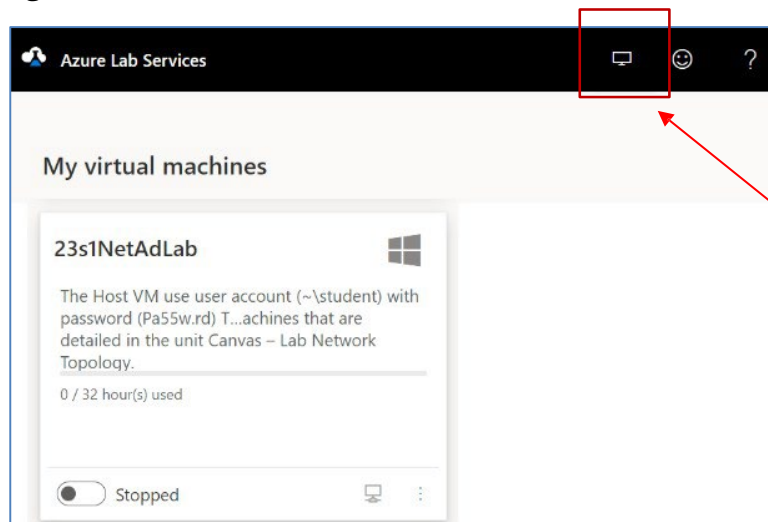 Azure Lab Services
?
My virtual machines
23s1NetAdLab
The Host VM use user account (~\student) with
password (Pa55w.rd) T...achines that are
detailed in the unit Canvas – Lab Network
Topology.
0 / 32 hour(s) used
Stopped